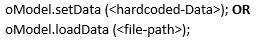 oModel.setData (<hardcoded-Data>); OR
oModel.loadData (<file-path>);